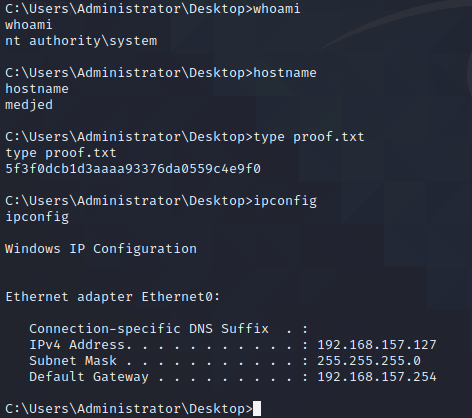 C:\Users\Administrator\Desktop>whoami
whoami
nt authority\system
C:\Users\Administrator\Desktop>hostname
hostname
medjed
C:\Users\Administrator\Desktop>type proof.txt
type proof.txt
5f3f0dcb1d3aaaa93376da0559c4e9f0
C:\Users\Administrator\Desktop>ipconfig
ipconfig
Windows IP Configuration
Ethernet adapter Ethernet0:
   Connection-specific DNS Suffix  . :
   IPv4 Address. . . . . . . . . . . : 192.168.157.127
   Subnet Mask . . . . . . . . . . . : 255.255.255.0
   Default Gateway . . . . . . . . . : 192.168.157.254
C:\Users\Administrator\Desktop>